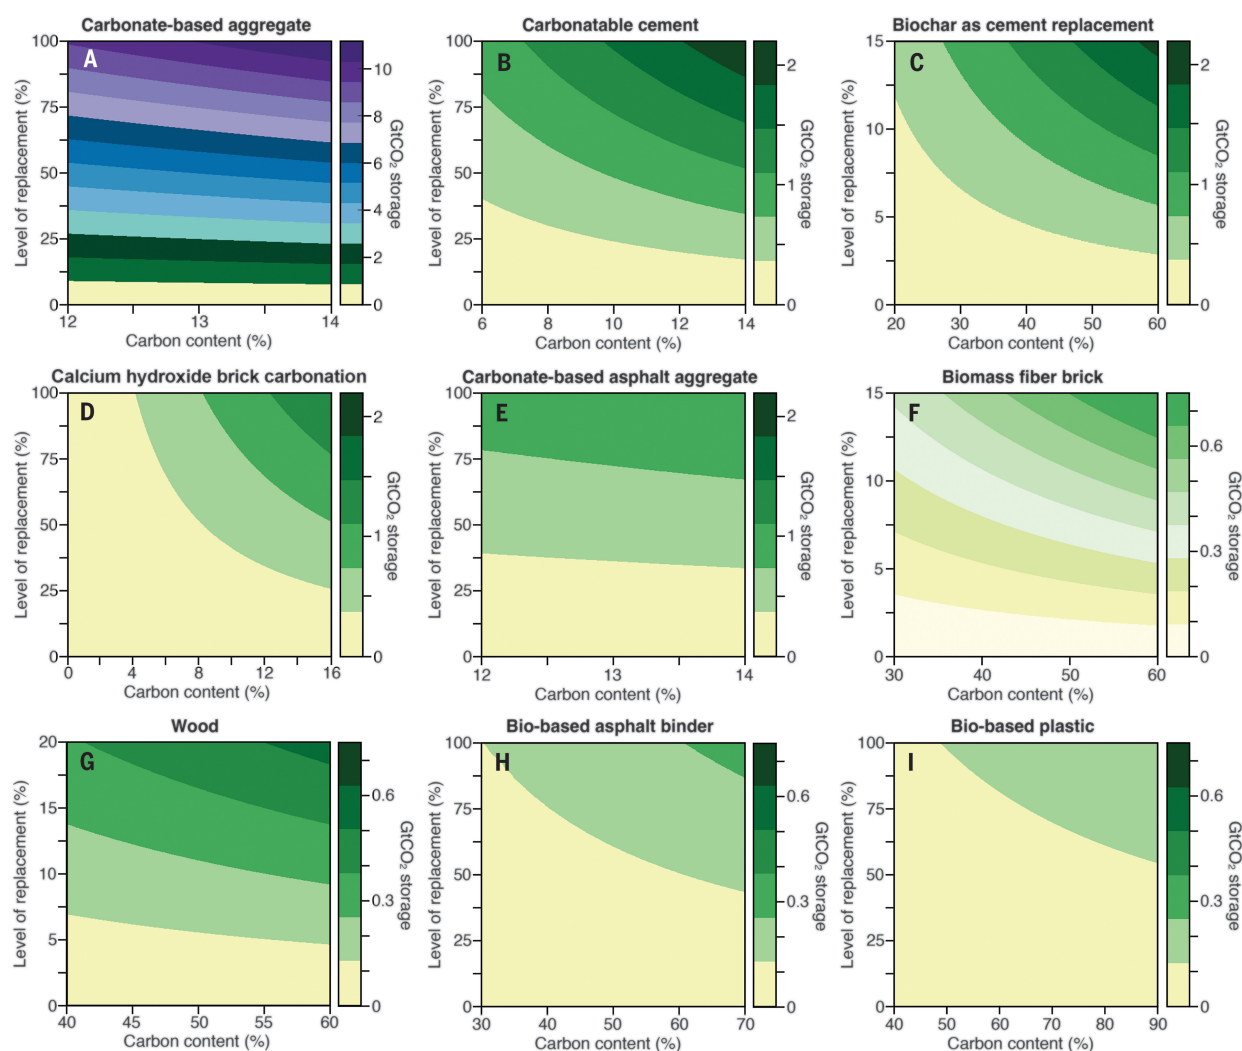 Carbonate-based aggregate
A
Level of replacement (%)
100
75
50
25
0
12
13
14
Carbon content (%)
10
8
6
4
2
0
GtCO₂ storage
Carbonatable cement
B
Level of replacement (%)
100
75
50
25
0
6
8
10
12
14
Carbon content (%)
2
1
0
GtCO₂ storage
Biochar as cement replacement
C
Level of replacement (%)
15
10
5
0
20
30
40
50
60
Carbon content (%)
2
1
0
GtCO₂ storage
Calcium hydroxide brick carbonation
D
Level of replacement (%)
100
75
50
25
0
0
4
8
12
16
Carbon content (%)
2
1
0
GtCO₂ storage
Carbonate-based asphalt aggregate
E
Level of replacement (%)
100
75
50
25
0
12
13
14
Carbon content (%)
2
1
0
GtCO₂ storage
Biomass fiber brick
F
Level of replacement (%)
15
10
5
0
30
40
50
60
Carbon content (%)
0.6
0.3
0
GtCO₂ storage
Wood
G
Level of replacement (%)
20
15
10
5
0
40
45
50
55
60
Carbon content (%)
0.6
0.3
0
GtCO₂ storage
Bio-based asphalt binder
H
Level of replacement (%)
100
75
50
25
0
30
40
50
60
70
Carbon content (%)
0.6
0.3
0
GtCO₂ storage
Bio-based plastic
I
Level of replacement (%)
100
75
50
25
0
40
50
60
70
80
90
Carbon content (%)
0.6
0.3
0
GtCO₂ storage